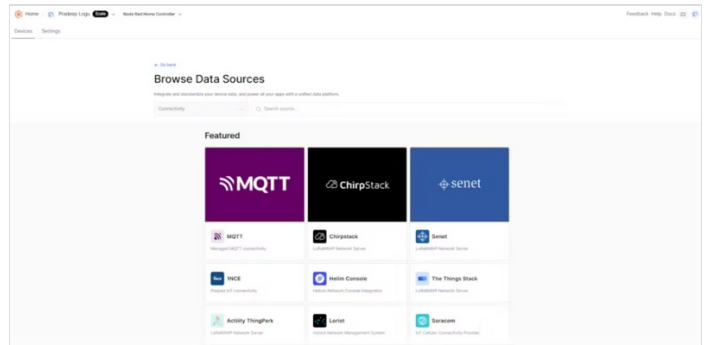 Home Pradeep Logu Scale Node Red Home Controller Feedback Help Docs
Devices Settings
Go back
Browse Data Sources
Integrate and standardize your device data, and power all your apps with a unified data platform.
Connectivity Search source...
Featured
MQTT ChirpStack senet
MQTT Chirpstack Senet
Managed MQTT connectivity LoRaWAN® Network Server LoRaWAN® Network Server
1NCE Helium Console The Things Stack
Prepaid IoT connectivity Helium Network Console Integration LoRaWAN® Network Server
Actility ThingPark Loriot Soracom
LoRaWAN® Network Server Hybrid Network Management System IoT Cellular Connectivity Provider